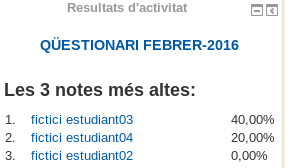 Resultats d'activitat
QÜESTIONARI FEBRER-2016
Les 3 notes més altes:
1. fictici estudiant03 40,00%
2. fictici estudiant04 20,00%
3. fictici estudiant02 0,00%